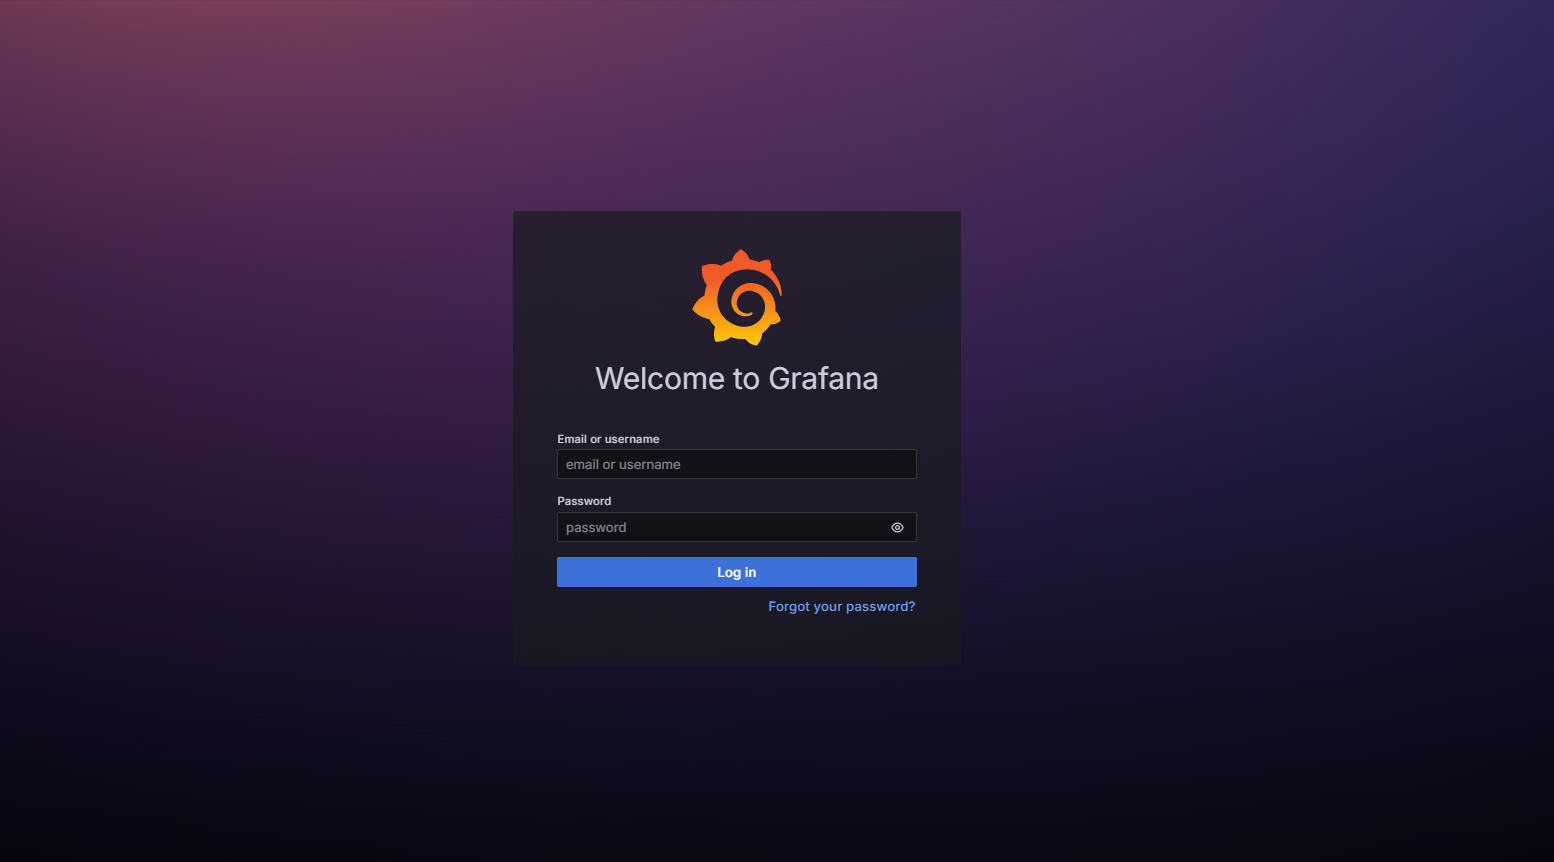 Welcome to Grafana
Email or username
email or username
Password
password
Log in
Forgot your password?